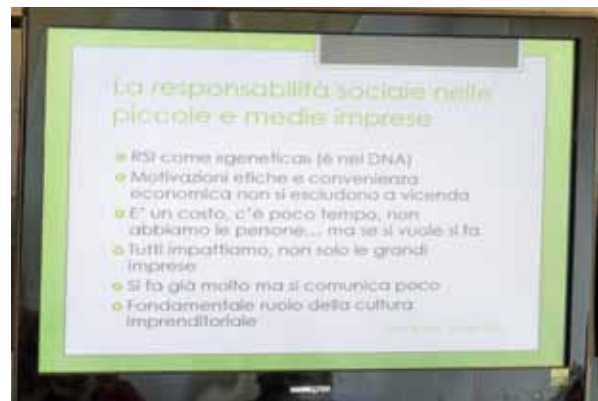 La responsabilità sociale nelle
piccole e medie imprese
RSI come «genetica» (è nel DNA)
Motivazioni etiche e convenienza
economica non si escludono a vicenda
E' un costo, c'è poco tempo, non
abbiamo le persone... ma se si vuole si fa
Tutti impattiamo, non solo le grandi
imprese
Si fa già molto ma si comunica poco
Fondamentale ruolo della cultura
imprenditoriale